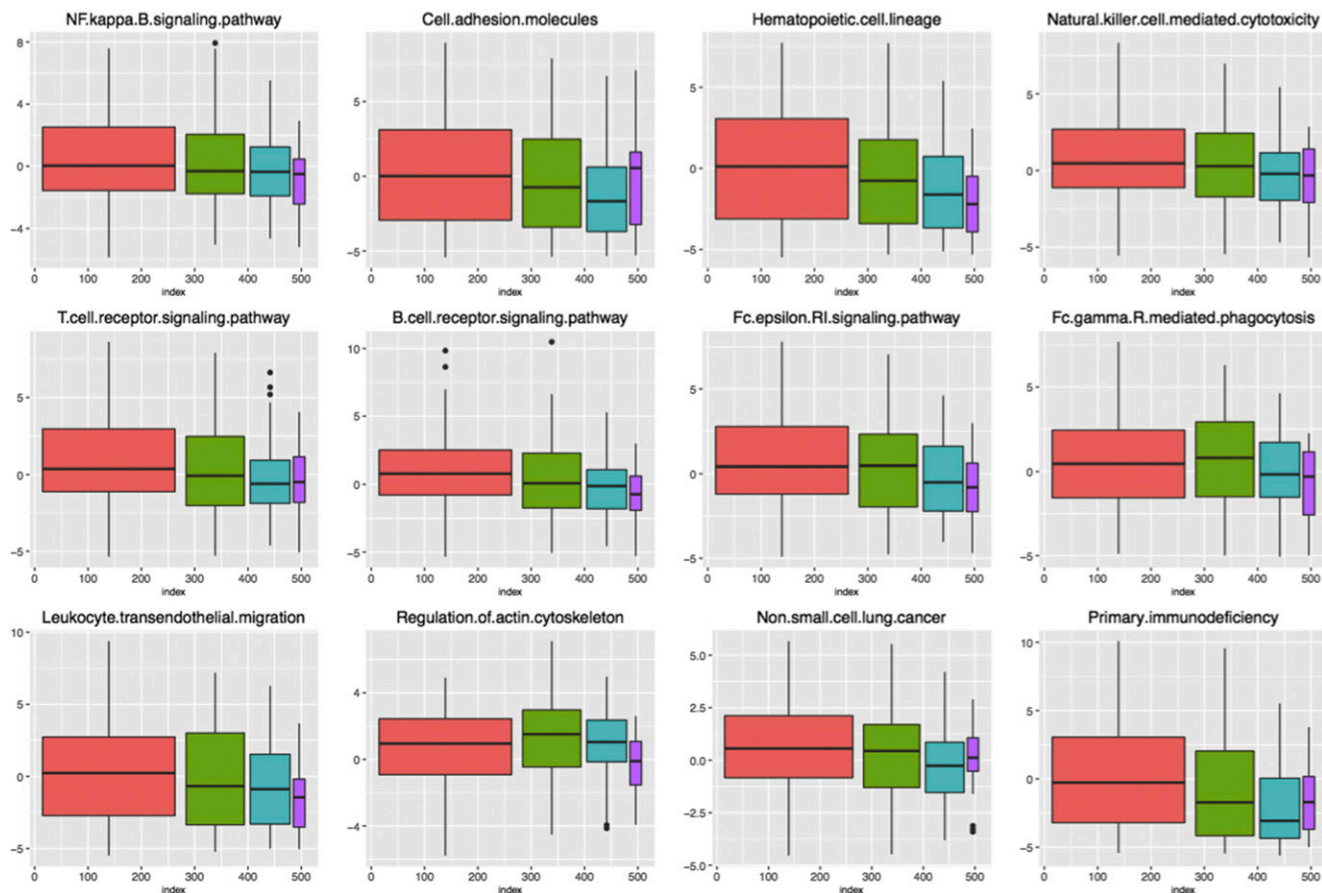 NF.kappa.B.signaling.pathway
8
4
0
−4
0 100 200 300 400 500
index
Cell.adhesion.molecules
5
0
−5
0 100 200 300 400 500
index
Hematopoietic.cell.lineage
5
0
−5
0 100 200 300 400 500
index
Natural.killer.cell.mediated.cytotoxicity
5
0
−5
0 100 200 300 400 500
index
T.cell.receptor.signaling.pathway
5
0
−5
0 100 200 300 400 500
index
B.cell.receptor.signaling.pathway
10
5
0
−5
0 100 200 300 400 500
index
Fc.epsilon.RI.signaling.pathway
5
0
−5
0 100 200 300 400 500
index
Fc.gamma.R.mediated.phagocytosis
5
0
−5
0 100 200 300 400 500
index
Leukocyte.transendothelial.migration
10
5
0
−5
0 100 200 300 400 500
index
Regulation.of.actin.cytoskeleton
4
0
−4
0 100 200 300 400 500
index
Non.small.cell.lung.cancer
5.0
2.5
0.0
−2.5
−5.0
0 100 200 300 400 500
index
Primary.immunodeficiency
10
5
0
−5
0 100 200 300 400 500
index